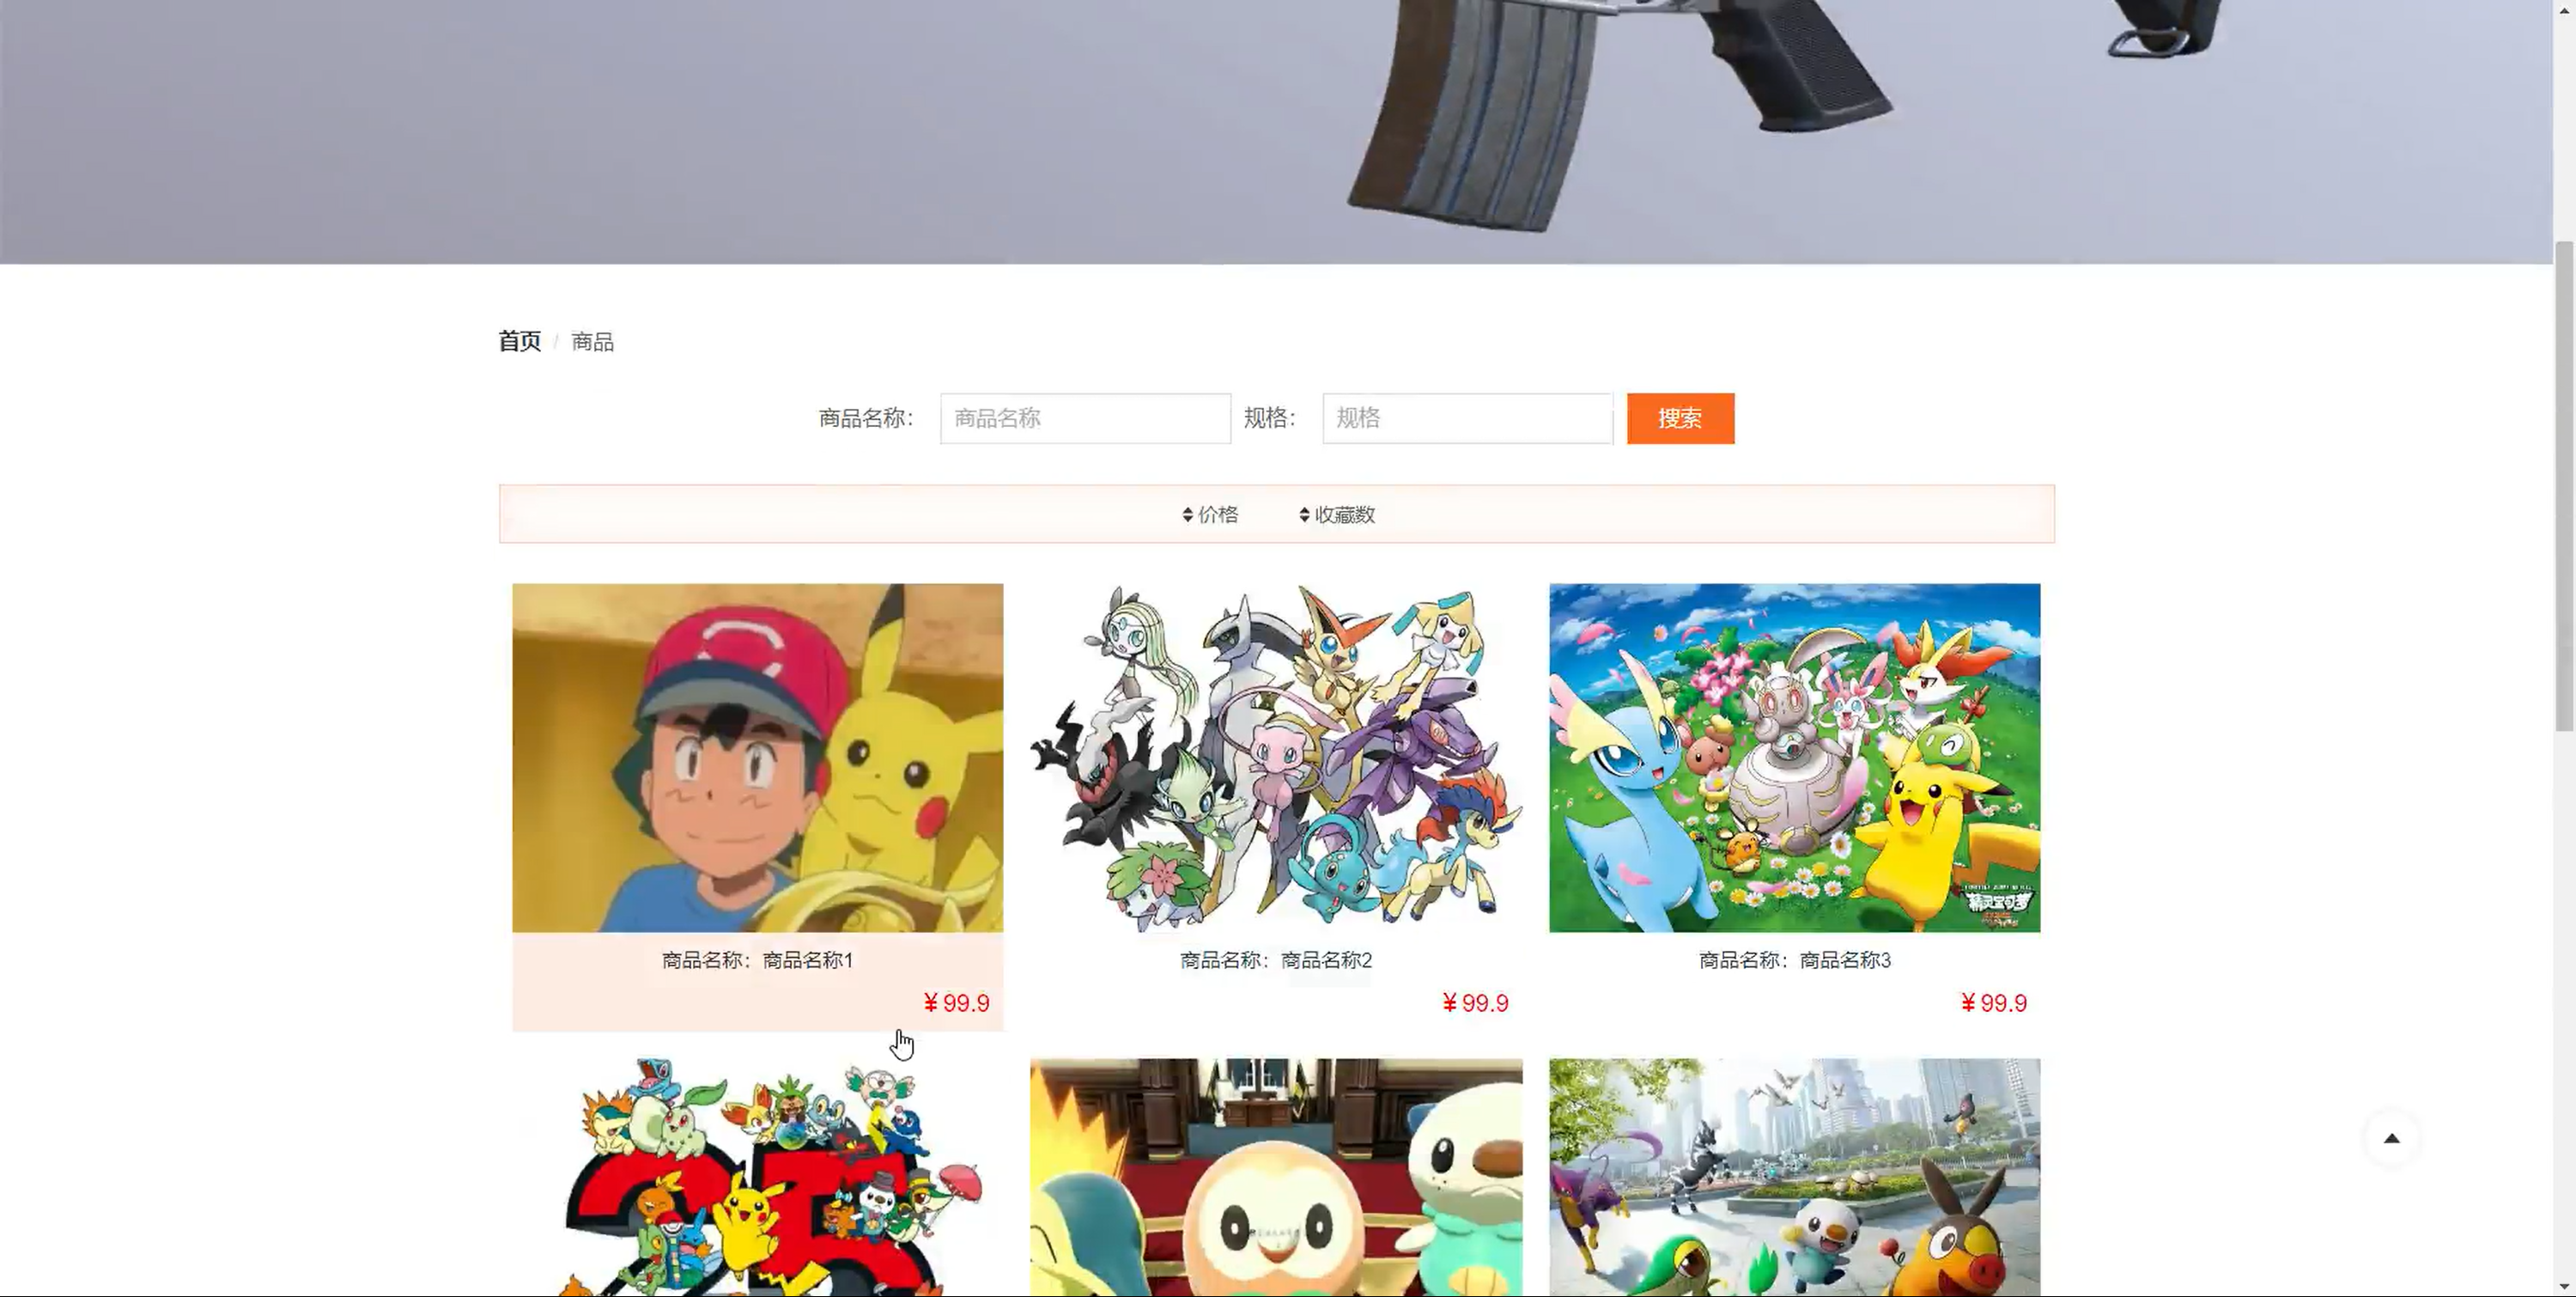 首页 / 商品
商品名称： 商品名称 规格： 规格 搜索
价格 收藏数
精灵宝可梦
商品名称：商品名称1
¥ 99.9
商品名称：商品名称2
¥ 99.9
商品名称：商品名称3
¥ 99.9